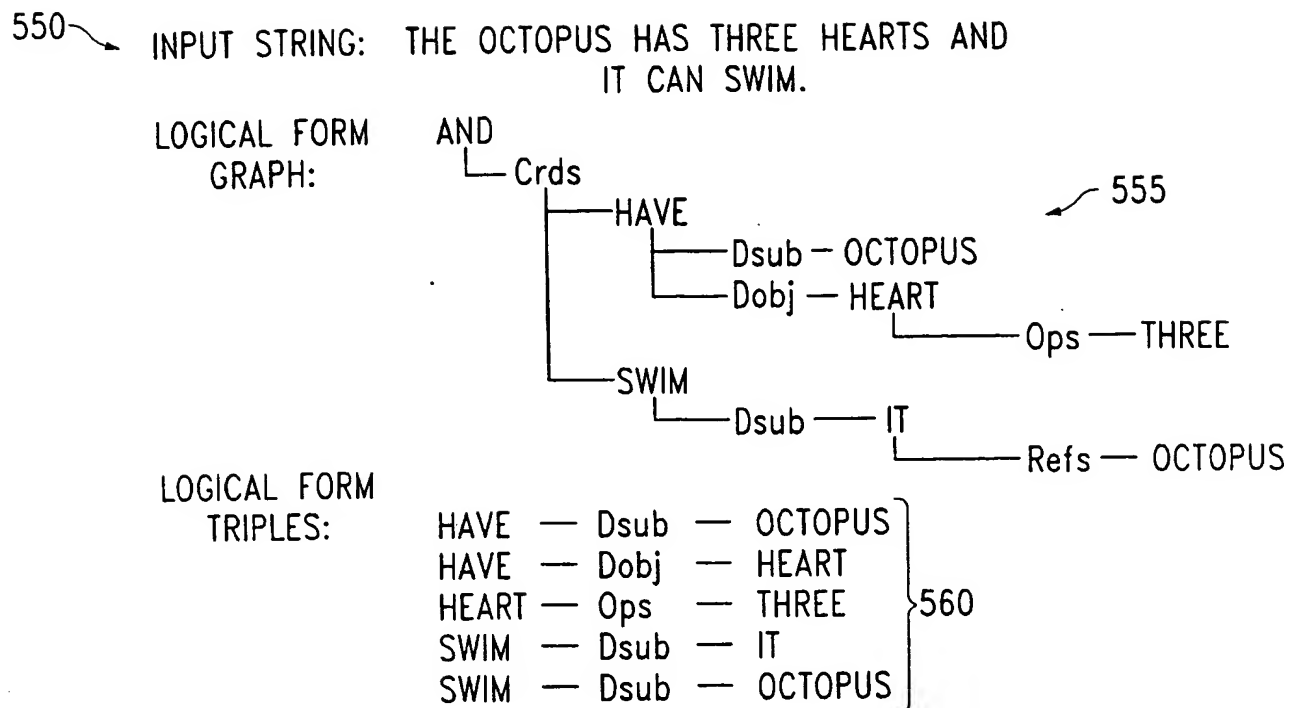 550 INPUT STRING: THE OCTOPUS HAS THREE HEARTS AND
IT CAN SWIM.
LOGICAL FORM AND
GRAPH: Crds
555
HAVE
Dsub — OCTOPUS
Dobj — HEART
Ops — THREE
SWIM
Dsub — IT
Refs — OCTOPUS
LOGICAL FORM
TRIPLES:
HAVE — Dsub — OCTOPUS
HAVE — Dobj — HEART
HEART — Ops — THREE 560
SWIM — Dsub — IT
SWIM — Dsub — OCTOPUS